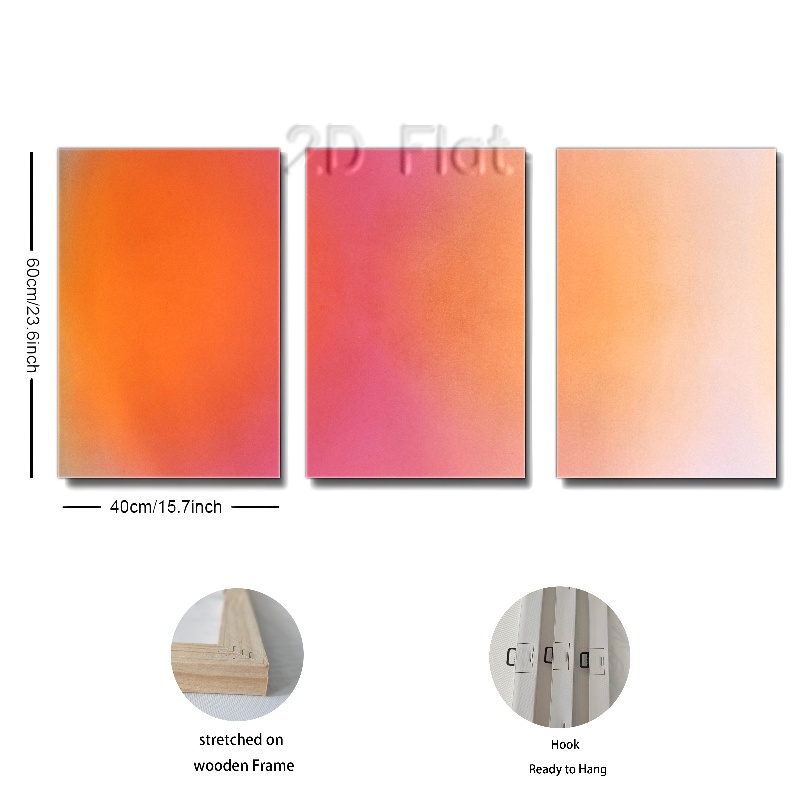 2D Flat
60cm/23.6inch
40cm/15.7inch
stretched on
wooden Frame
Hook
Ready to Hang